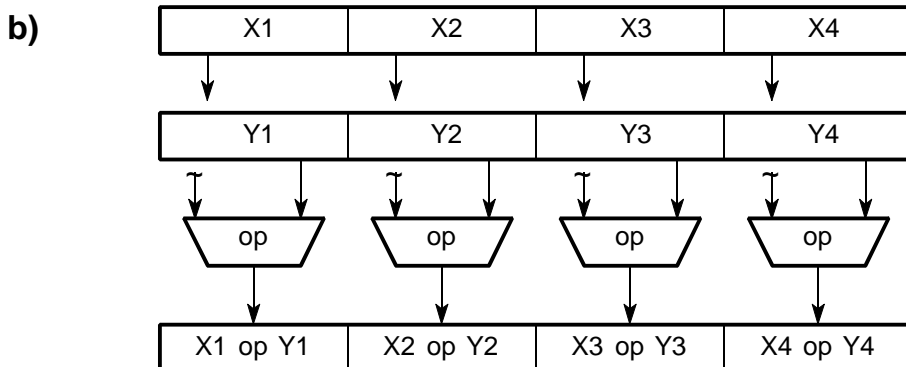 b)
X1 X2 X3 X4
Y1 Y2 Y3 Y4
~ ~ ~ ~
op op op op
X1 op Y1 X2 op Y2 X3 op Y3 X4 op Y4